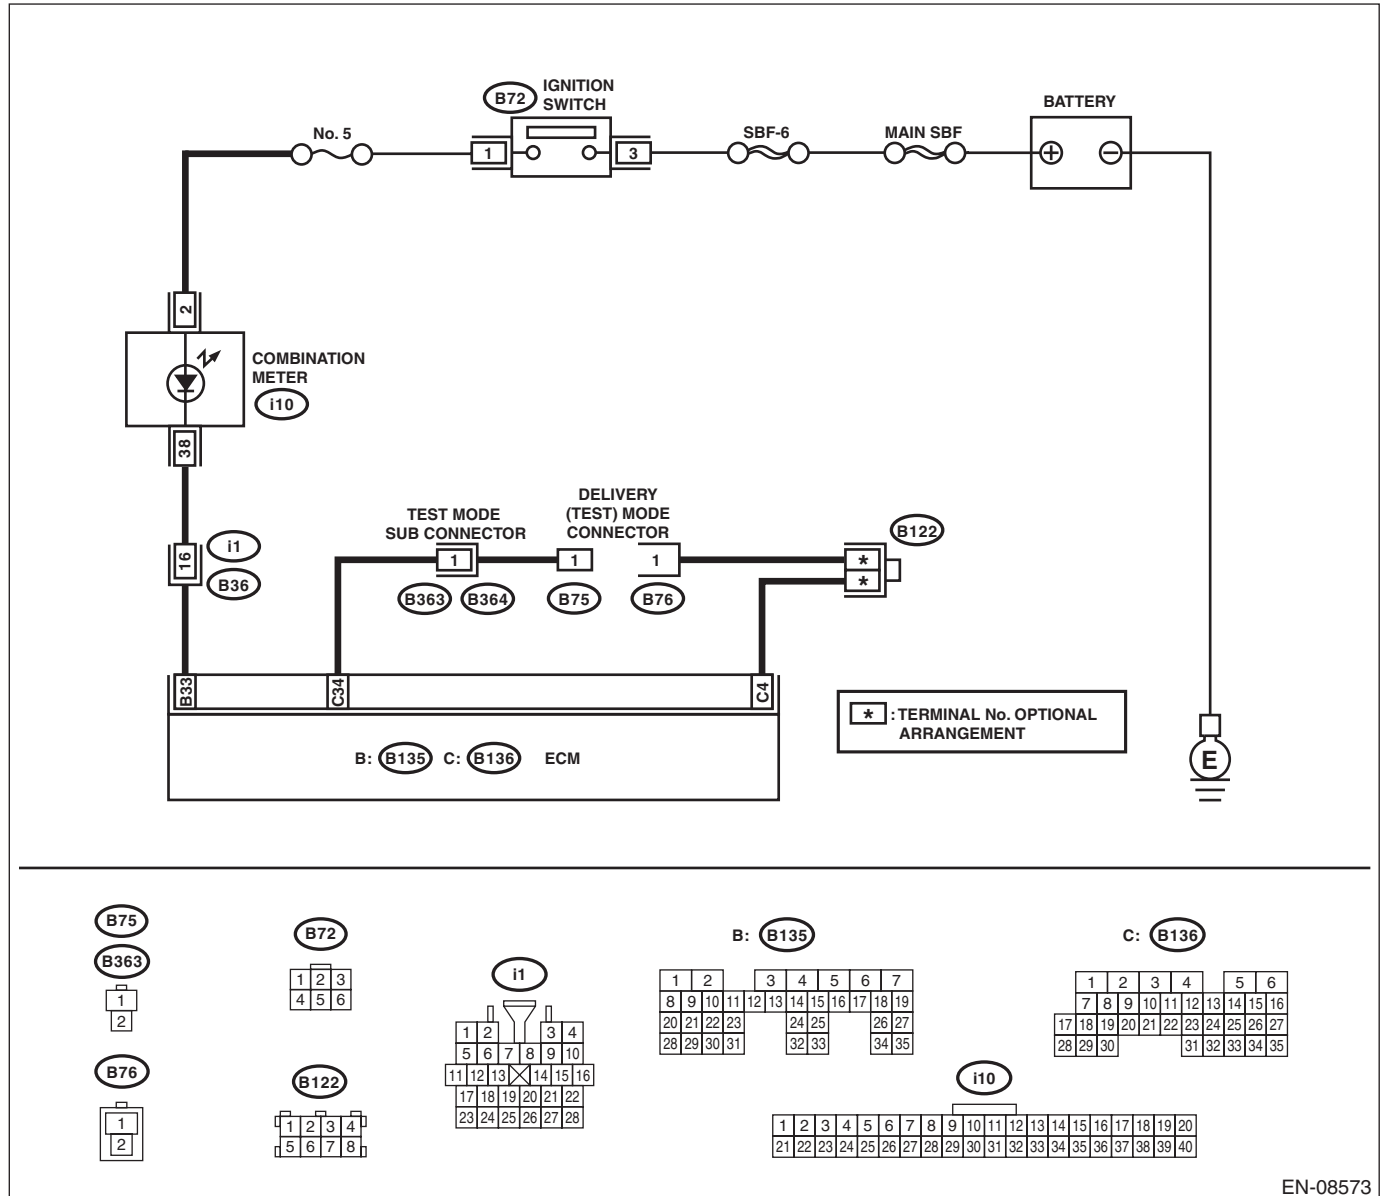 B72
IGNITION
SWITCH
BATTERY
No. 5
SBF-6
MAIN SBF
1
3
2
COMBINATION
METER
i10
38
TEST MODE
SUB CONNECTOR
DELIVERY
(TEST) MODE
CONNECTOR
B122
16
i1
B36
1
1
1
*
*
B363
B364
B75
B76
B33
C34
C4
* : TERMINAL No. OPTIONAL
ARRANGEMENT
B: B135 C: B136 ECM
E
B75
B363
1
2
B76
1
2
B72
1 2 3
4 5 6
B122
1 2 3 4
5 6 7 8
i1
1 2 3 4
5 6 7 8 9 10
11 12 13 14 15 16
17 18 19 20 21 22
23 24 25 26 27 28
B: B135
1 2 3 4 5 6 7
8 9 10 11 12 13 14 15 16 17 18 19
20 21 22 23 24 25 26 27
28 29 30 31 32 33 34 35
C: B136
1 2 3 4 5 6
7 8 9 10 11 12 13 14 15 16
17 18 19 20 21 22 23 24 25 26 27
28 29 30 31 32 33 34 35
i10
1 2 3 4 5 6 7 8 9 10 11 12 13 14 15 16 17 18 19 20
21 22 23 24 25 26 27 28 29 30 31 32 33 34 35 36 37 38 39 40
EN-08573